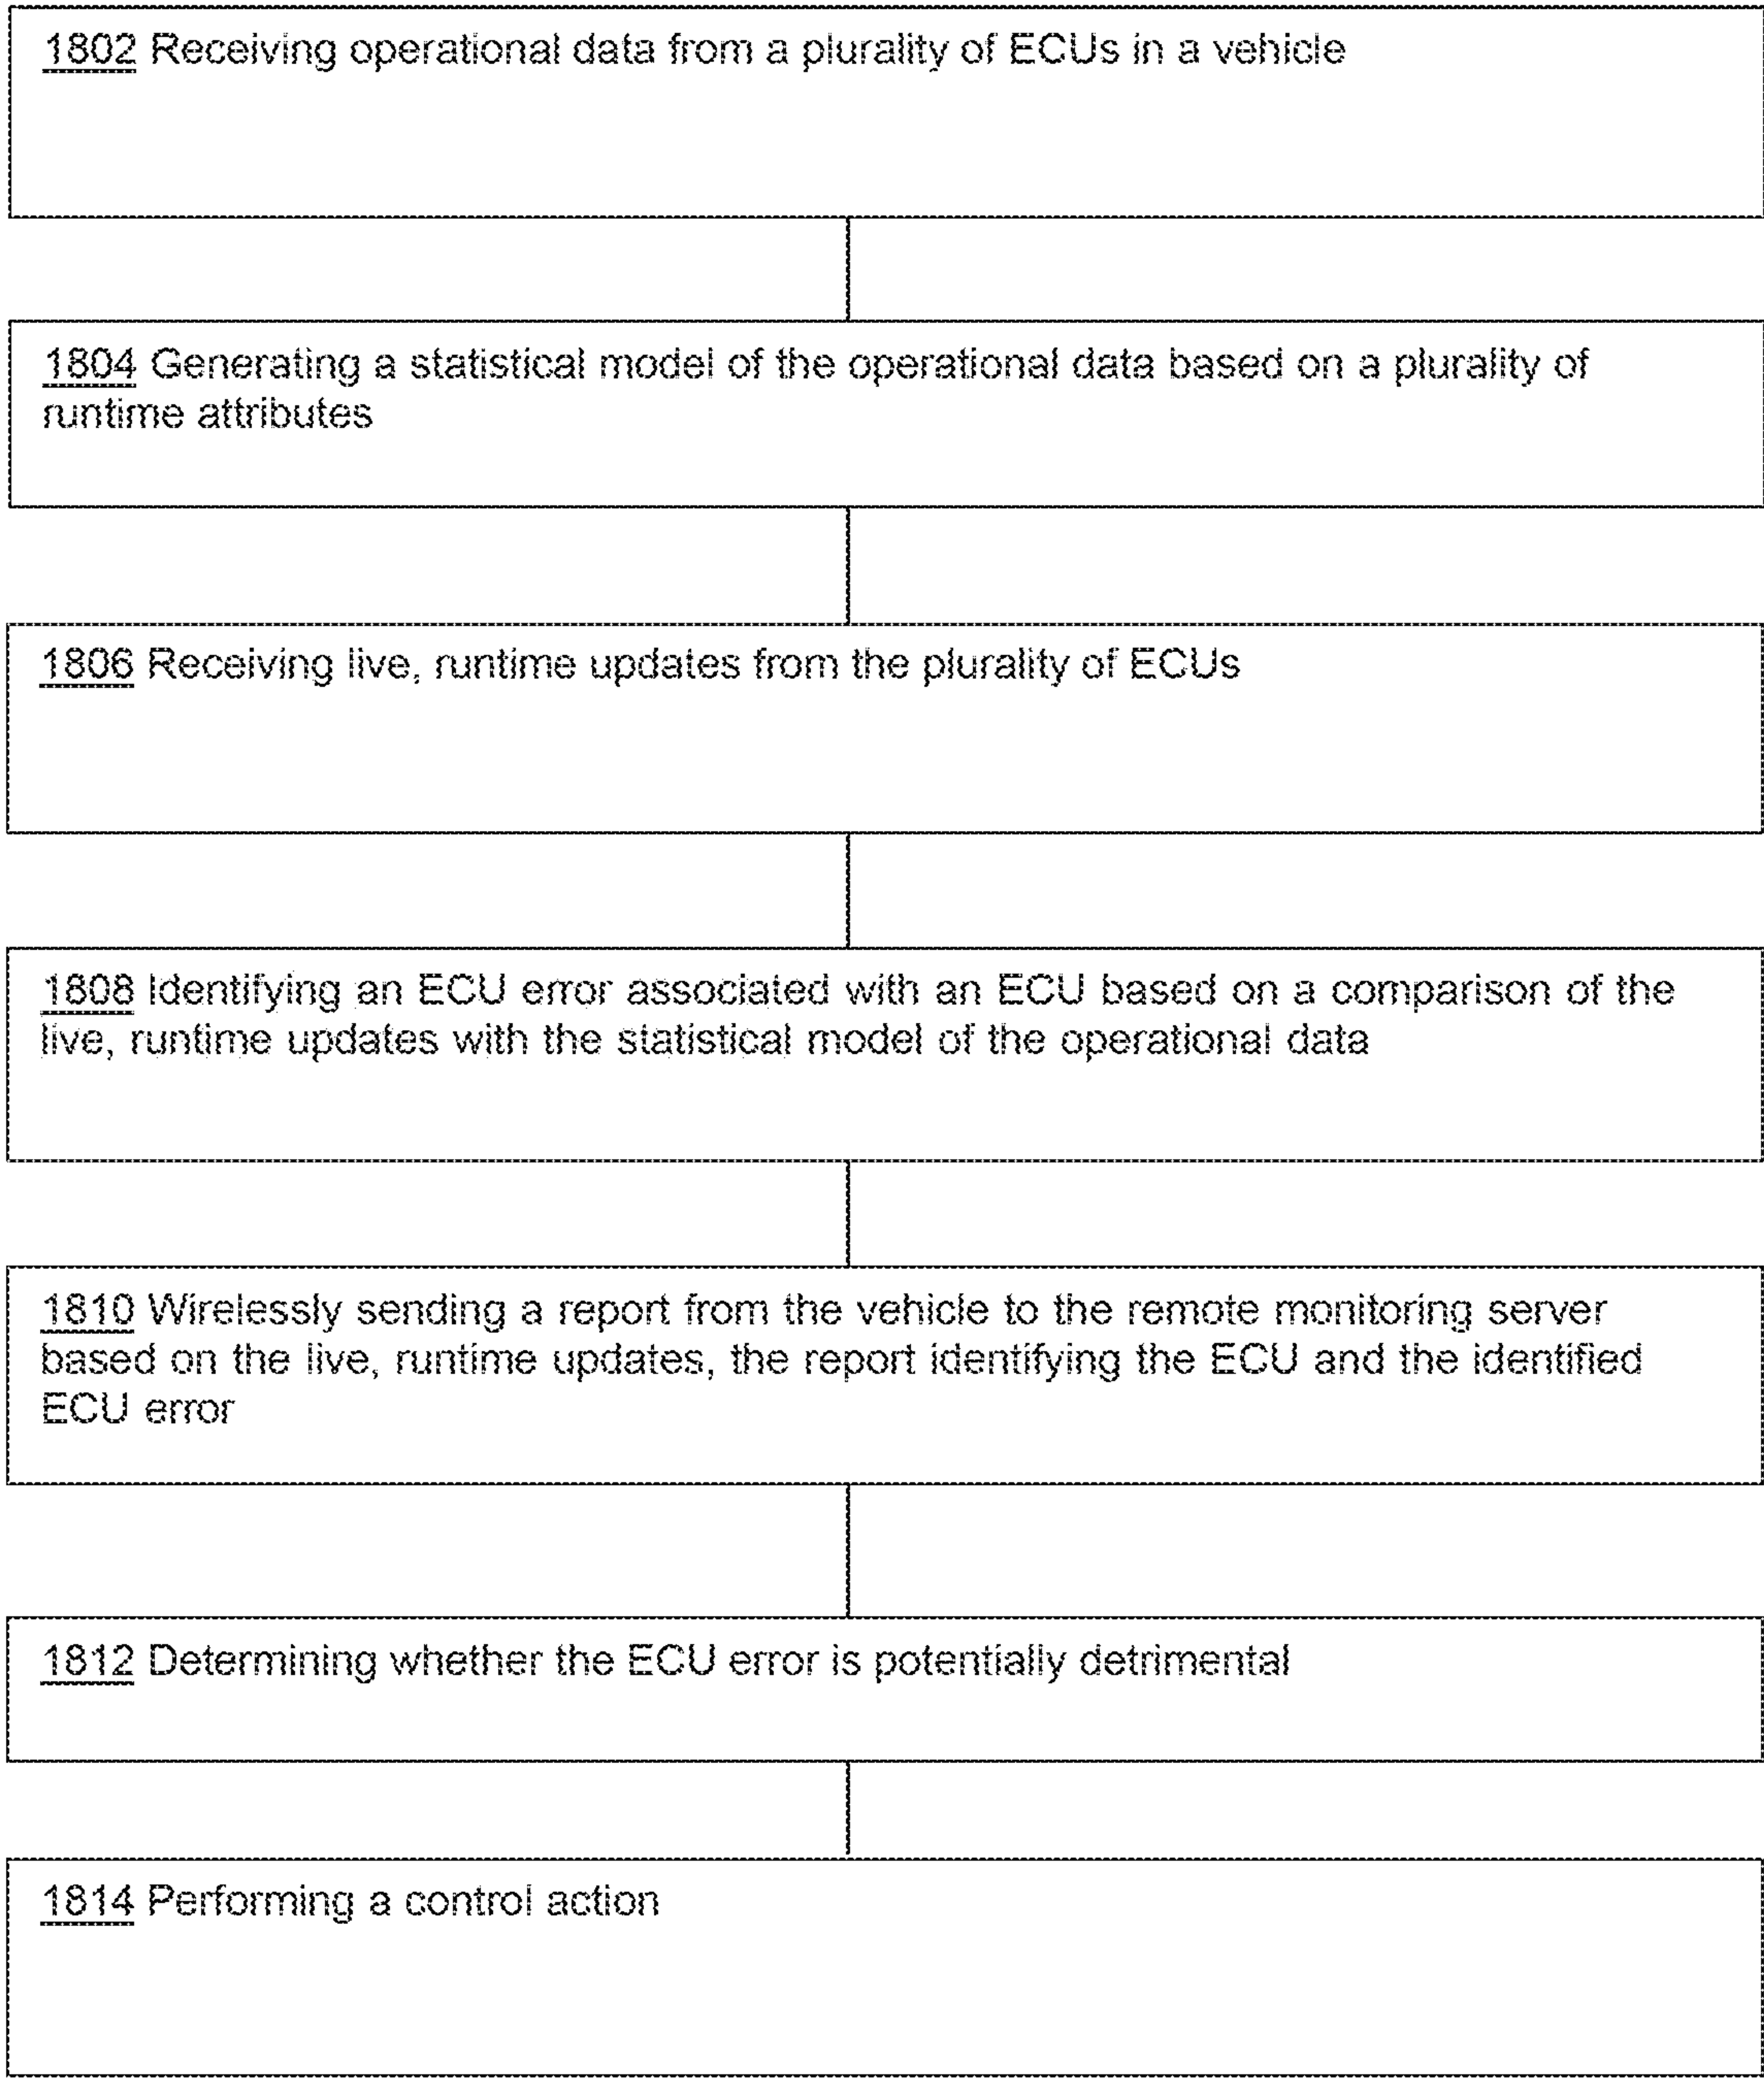 1802 Receiving operational data from a plurality of ECUs in a vehicle
1804 Generating a statistical model of the operational data based on a plurality of
runtime attributes
1806 Receiving live, runtime updates from the plurality of ECUs
1808 Identifying an ECU error associated with an ECU based on a comparison of the
live, runtime updates with the statistical model of the operational data
1810 Wirelessly sending a report from the vehicle to the remote monitoring server
based on the live, runtime updates, the report identifying the ECU and the identified
ECU error
1812 Determining whether the ECU error is potentially detrimental
1814 Performing a control action